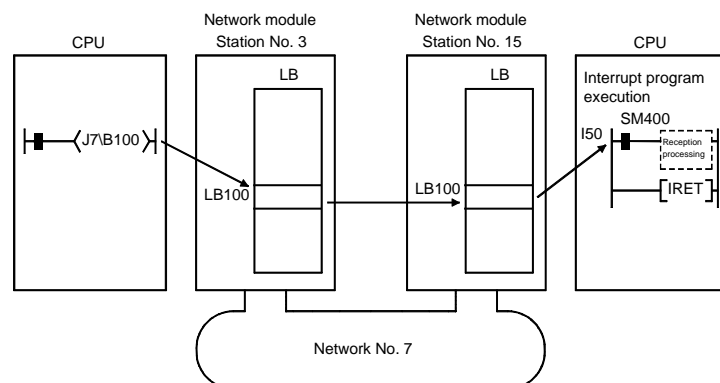 CPU
Network module
Station No. 3
Network module
Station No. 15
CPU
LB
LB
Interrupt program
execution
SM400
J7\B100
I50
Reception
processing
LB100
LB100
IRET
Network No. 7